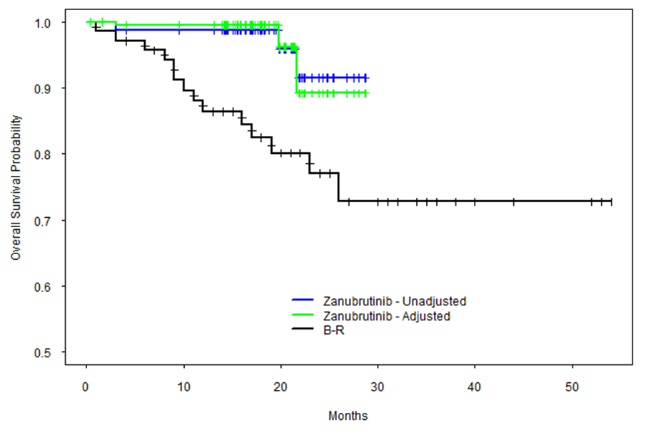 Overall Survival Probability
1.0
0.9
0.8
0.7
0.6
0.5
Zanubrutinib - Unadjusted
Zanubrutinib - Adjusted
B-R
0 10 20 30 40 50
Months